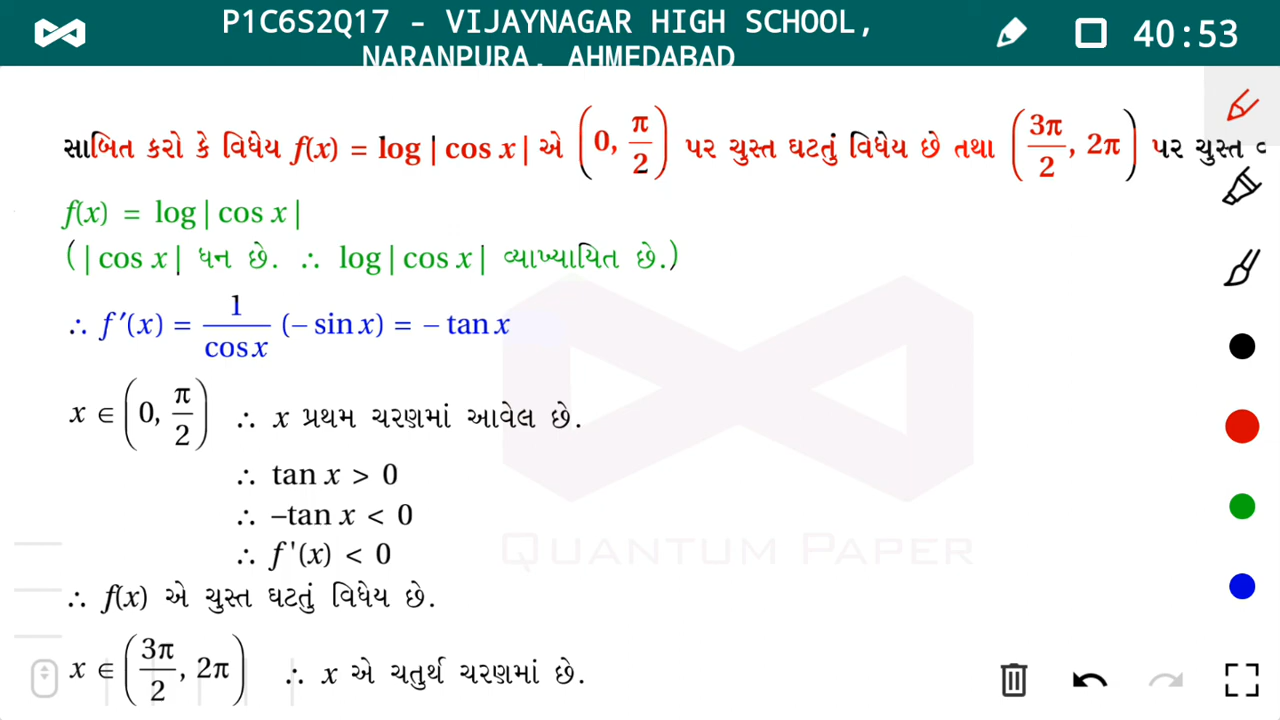 P1C6S2Q17 - VIJAYNAGAR HIGH SCHOOL,
NARANPURA, AHMEDABAD
40:53
સાબિત કરો કે વિધેય f(x) = log | cos x | એ (0, π/2) પર ચુસ્ત ઘટતું વિધેય છે તથા (3π/2, 2π) પર ચુસ્ત
f(x) = log | cos x |
( | cos x | ધન છે. ∴ log | cos x | વ્યાખ્યાયિત છે.)
∴ f ′(x) = 1/cos x (– sin x) = – tan x
x ∈ (0, π/2) ∴ x પ્રથમ ચરણમાં આવેલ છે.
∴ tan x > 0
∴ –tan x < 0
∴ f '(x) < 0
∴ f(x) એ ચુસ્ત ઘટતું વિધેય છે.
x ∈ (3π/2, 2π) ∴ x એ ચતુર્થ ચરણમાં છે.
QUANTUM PAPER